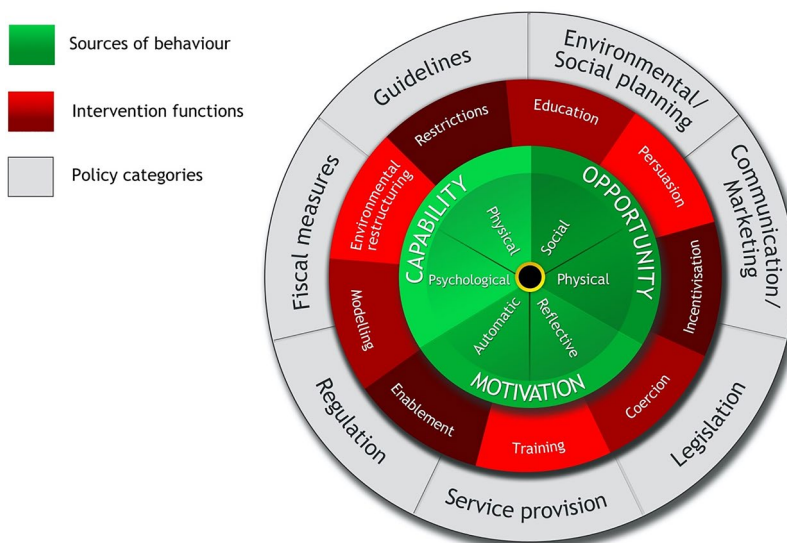 Sources of behaviour
Intervention functions
Policy categories
Guidelines
Environmental/
Social planning
Communication/
Marketing
Legislation
Service provision
Regulation
Fiscal measures
Restrictions
Education
Persuasion
Incentivisation
Coercion
Training
Enablement
Modelling
Environmental
restructuring
CAPABILITY
OPPORTUNITY
MOTIVATION
Physical
Social
Physical
Reflective
Automatic
Psychological